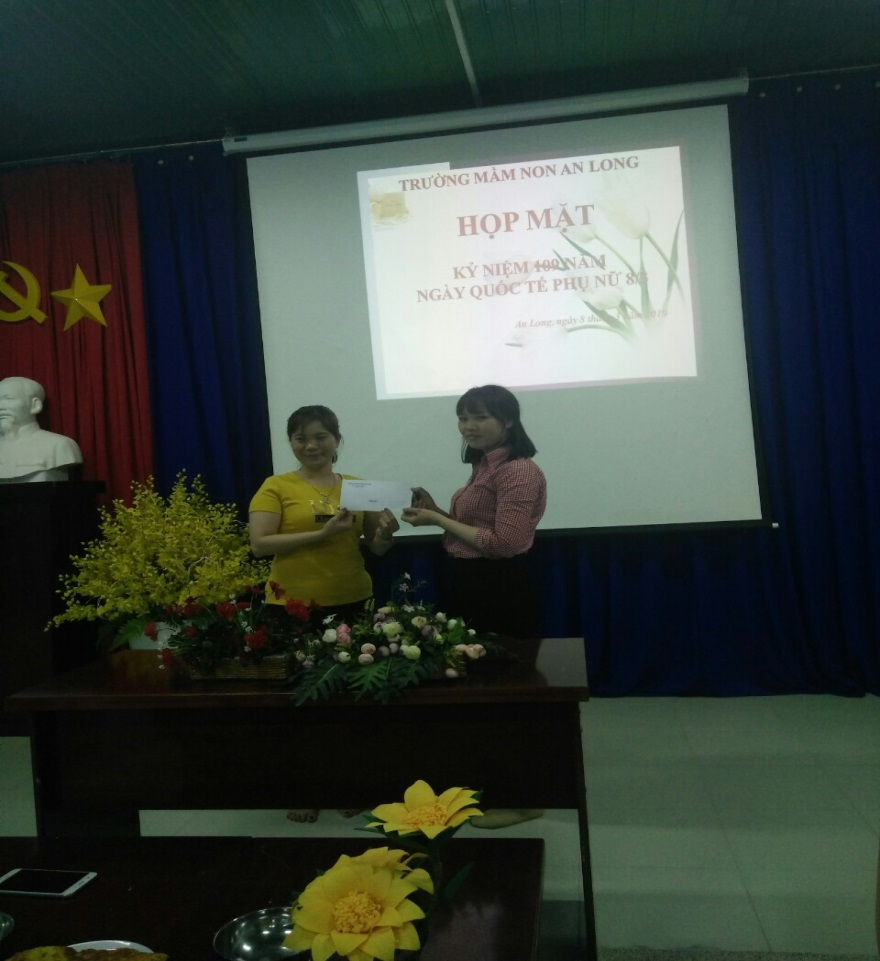 TRƯỜNG MẦM NON AN LONG
HỌP MẶT
KỶ NIỆM 109 NĂM
NGÀY QUỐC TẾ PHỤ NỮ 8/3
An Long, ngày 8